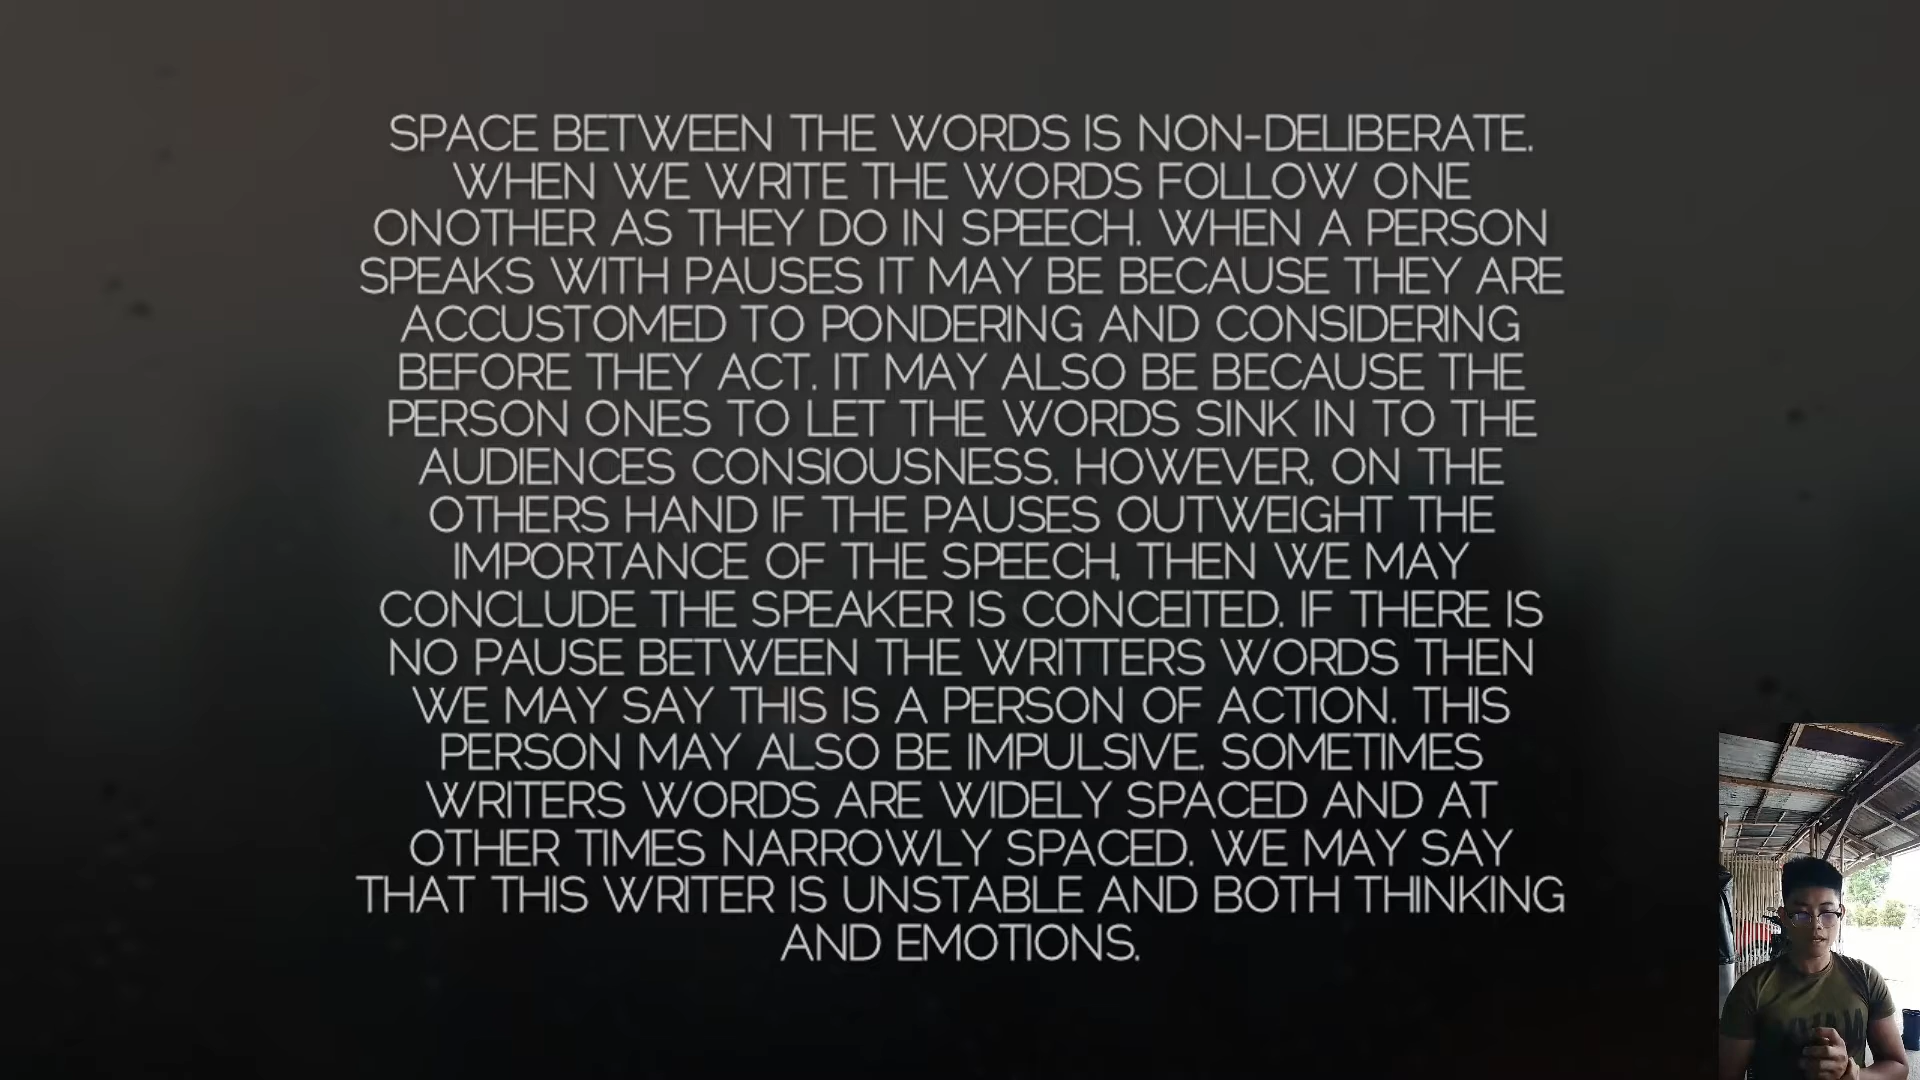 SPACE BETWEEN THE WORDS IS NON-DELIBERATE.
WHEN WE WRITE THE WORDS FOLLOW ONE
ONOTHER AS THEY DO IN SPEECH. WHEN A PERSON
SPEAKS WITH PAUSES IT MAY BE BECAUSE THEY ARE
ACCUSTOMED TO PONDERING AND CONSIDERING
BEFORE THEY ACT. IT MAY ALSO BE BECAUSE THE
PERSON ONES TO LET THE WORDS SINK IN TO THE
AUDIENCES CONSIOUSNESS. HOWEVER, ON THE
OTHERS HAND IF THE PAUSES OUTWEIGHT THE
IMPORTANCE OF THE SPEECH, THEN WE MAY
CONCLUDE THE SPEAKER IS CONCEITED. IF THERE IS
NO PAUSE BETWEEN THE WRITTERS WORDS THEN
WE MAY SAY THIS IS A PERSON OF ACTION. THIS
PERSON MAY ALSO BE IMPULSIVE. SOMETIMES
WRITERS WORDS ARE WIDELY SPACED AND AT
OTHER TIMES NARROWLY SPACED. WE MAY SAY
THAT THIS WRITER IS UNSTABLE AND BOTH THINKING
AND EMOTIONS.